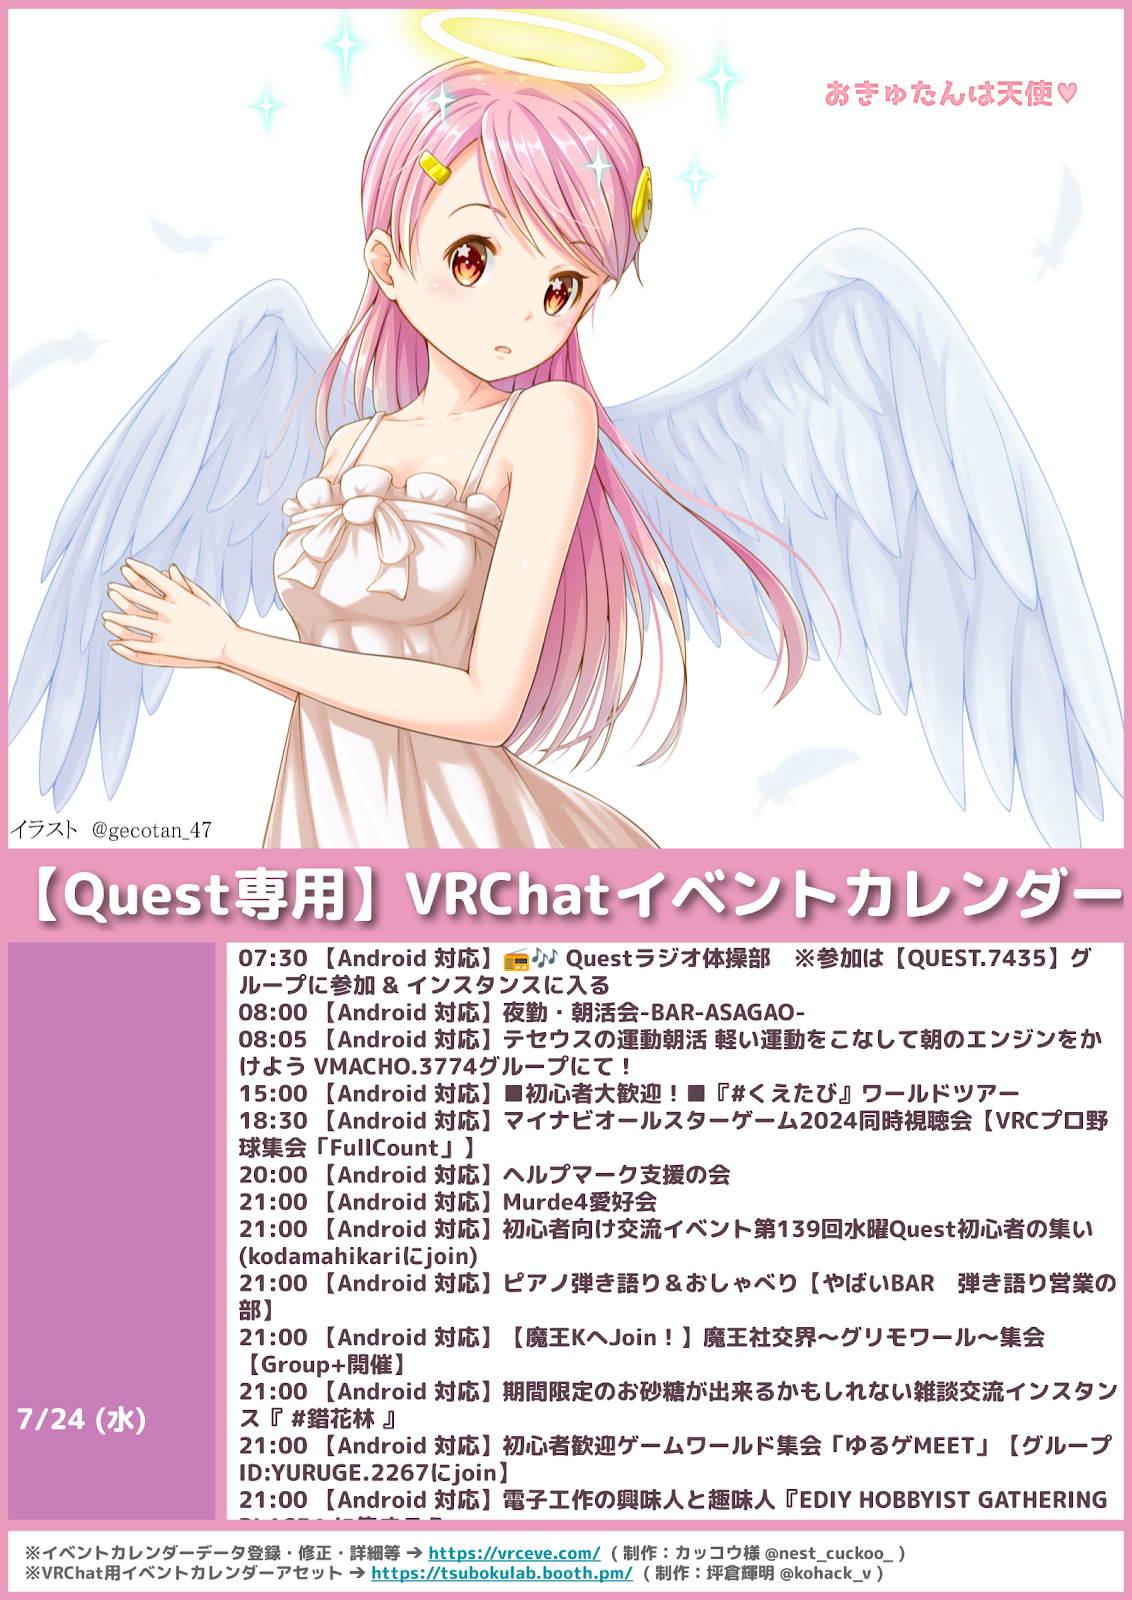 おきゅたんは天使♥
イラスト @gecotan_47
【Quest専用】VRChatイベントカレンダー
7/24 (水)
07:30 【Android 対応】📻🎶 Questラジオ体操部　※参加は【QUEST.7435】グ
ループに参加 & インスタンスに入る
08:00 【Android 対応】夜勤・朝活会-BAR-ASAGAO-
08:05 【Android 対応】テセウスの運動朝活 軽い運動をこなして朝のエンジンをか
けよう VMACHO.3774グループにて！
15:00 【Android 対応】■初心者大歓迎！■『#くえたび』ワールドツアー
18:30 【Android 対応】マイナビオールスターゲーム2024同時視聴会【VRCプロ野
球集会「FullCount」】
20:00 【Android 対応】ヘルプマーク支援の会
21:00 【Android 対応】Murde4愛好会
21:00 【Android 対応】初心者向け交流イベント第139回水曜Quest初心者の集い
(kodamahikariにjoin)
21:00 【Android 対応】ピアノ弾き語り＆おしゃべり【やばいBAR　弾き語り営業の
部】
21:00 【Android 対応】【魔王KへJoin！】魔王社交界～グリモワール～集会
【Group+開催】
21:00 【Android 対応】期間限定のお砂糖が出来るかもしれない雑談交流インスタン
ス『 #錯花林 』
21:00 【Android 対応】初心者歓迎ゲームワールド集会「ゆるゲMEET」【グループ
ID:YURUGE.2267にjoin】
21:00 【Android 対応】電子工作の興味人と趣味人『EDIY HOBBYIST GATHERING
※イベントカレンダーデータ登録・修正・詳細等 → https://vrceve.com/ ( 制作：カッコウ様 @nest_cuckoo_ )
※VRChat用イベントカレンダーアセット → https://tsubokulab.booth.pm/ ( 制作：坪倉輝明 @kohack_v )